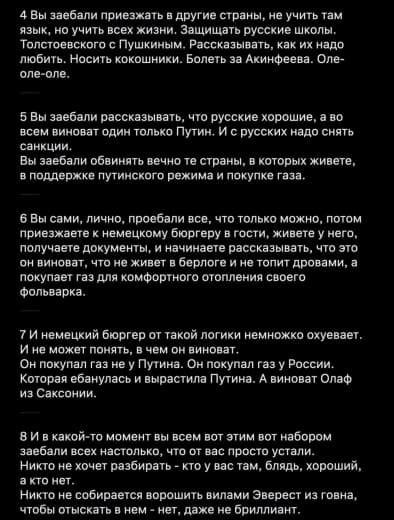 4 Вы заебали приезжать в другие страны, не учить там
язык, но учить всех жизни. Защищать русские школы.
Толстоевского с Пушкиным. Рассказывать, как их надо
любить. Носить кокошники. Болеть за Акинфеева. Оле-
оле-оле.
5 Вы заебали рассказывать, что русские хорошие, а во
всем виноват один только Путин. И с русских надо снять
санкции.
Вы заебали обвинять вечно те страны, в которых живете,
в поддержке путинского режима и покупке газа.
6 Вы сами, лично, проебали все, что только можно, потом
приезжаете к немецкому бюргеру в гости, живете у него,
получаете документы, и начинаете рассказывать, что это
он виноват, что не живет в берлоге и не топит дровами, а
покупает газ для комфортного отопления своего
фольварка.
7 И немецкий бюргер от такой логики немножко охуевает.
И не может понять, в чем он виноват.
Он покупал газ не у Путина. Он покупал газ у России.
Которая ебанулась и вырастила Путина. А виноват Олаф
из Саксонии.
8 И в какой-то момент вы всем вот этим вот набором
заебали всех настолько, что от вас просто устали.
Никто не хочет разбирать - кто у вас там, блядь, хороший,
а кто нет.
Никто не собирается ворошить вилами Эверест из говна,
чтобы отыскать в нем - нет, даже не бриллиант.